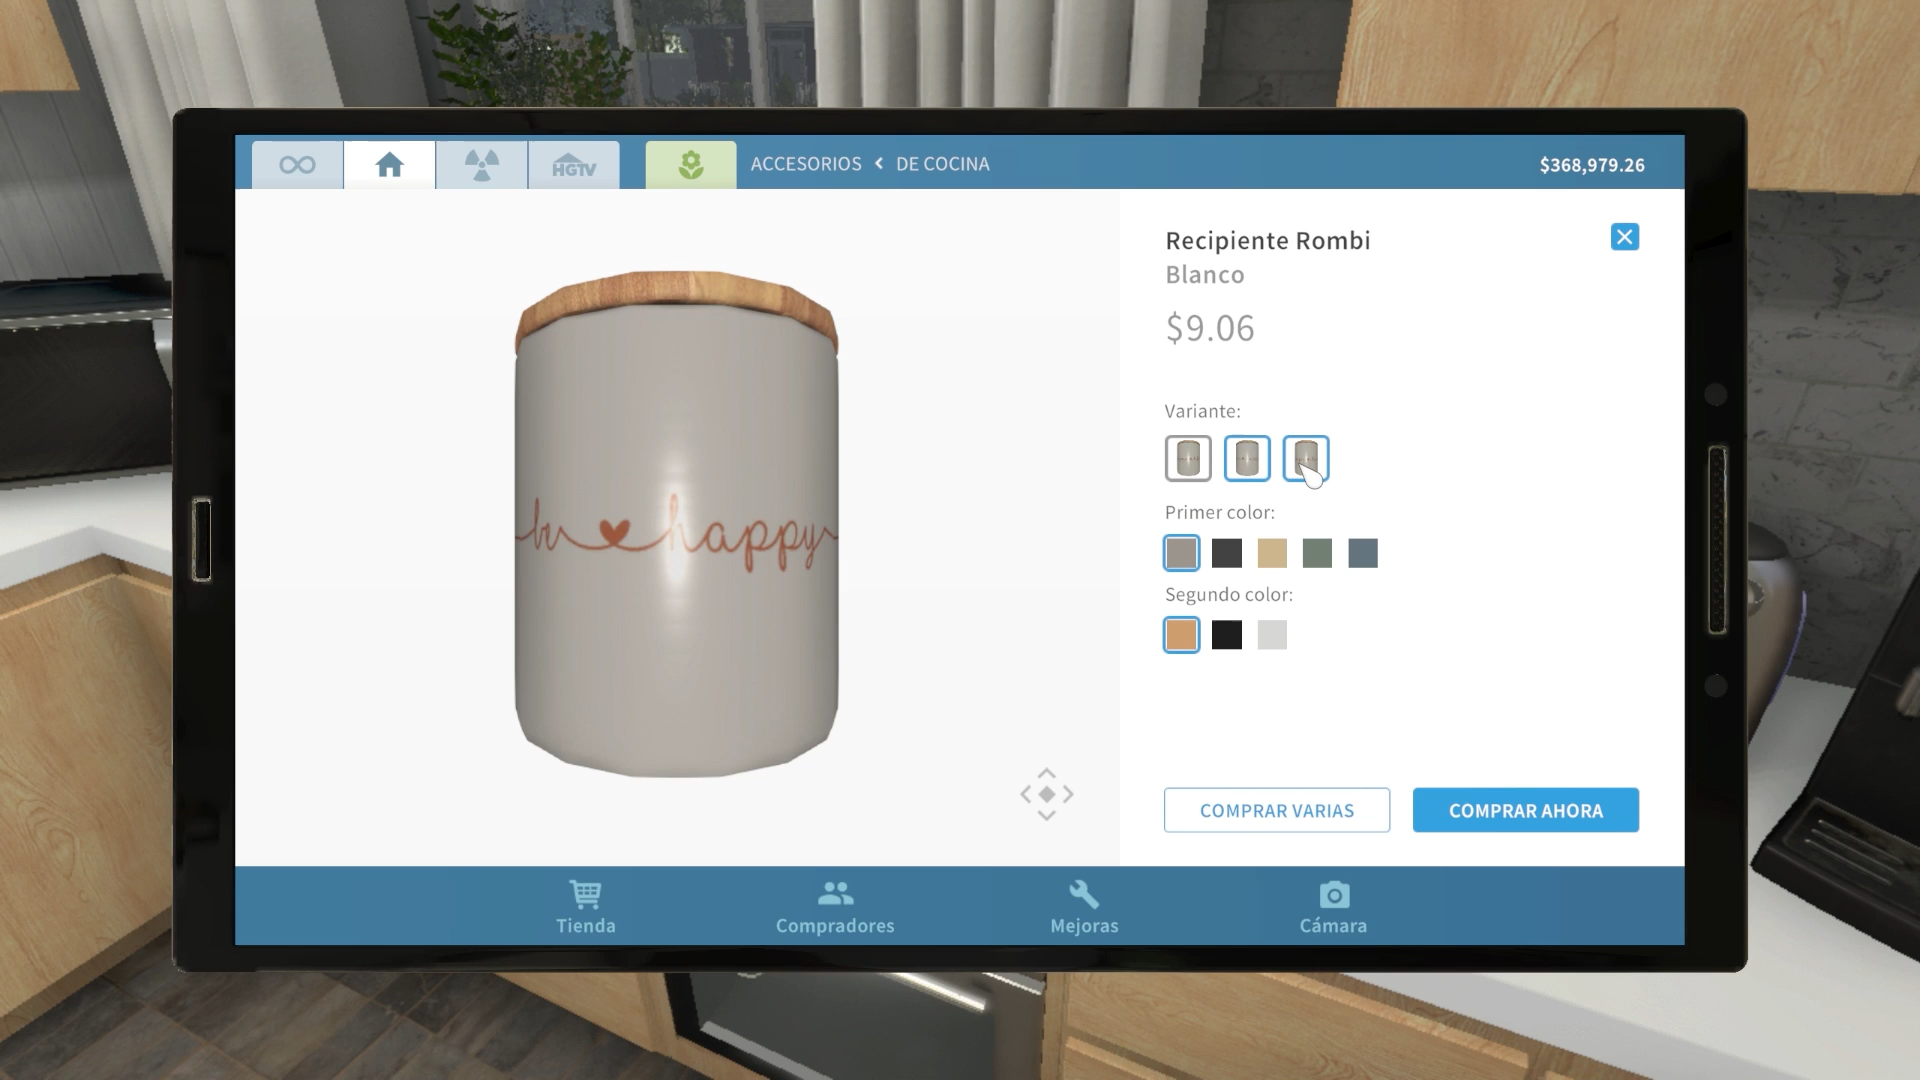 HGTV
ACCESORIOS < DE COCINA
$368,979.26
Recipiente Rombi
Blanco
$9.06
Variante:
Primer color:
Segundo color:
be happy
COMPRAR VARIAS
COMPRAR AHORA
Tienda
Compradores
Mejoras
Cámara